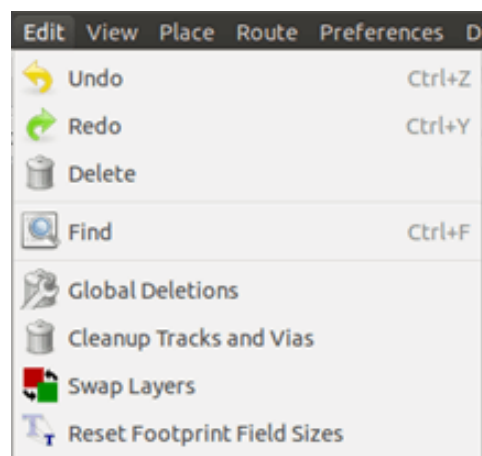 Edit View Place Route Preferences D
Undo Ctrl+Z
Redo Ctrl+Y
Delete
Find Ctrl+F
Global Deletions
Cleanup Tracks and Vias
Swap Layers
Reset Footprint Field Sizes